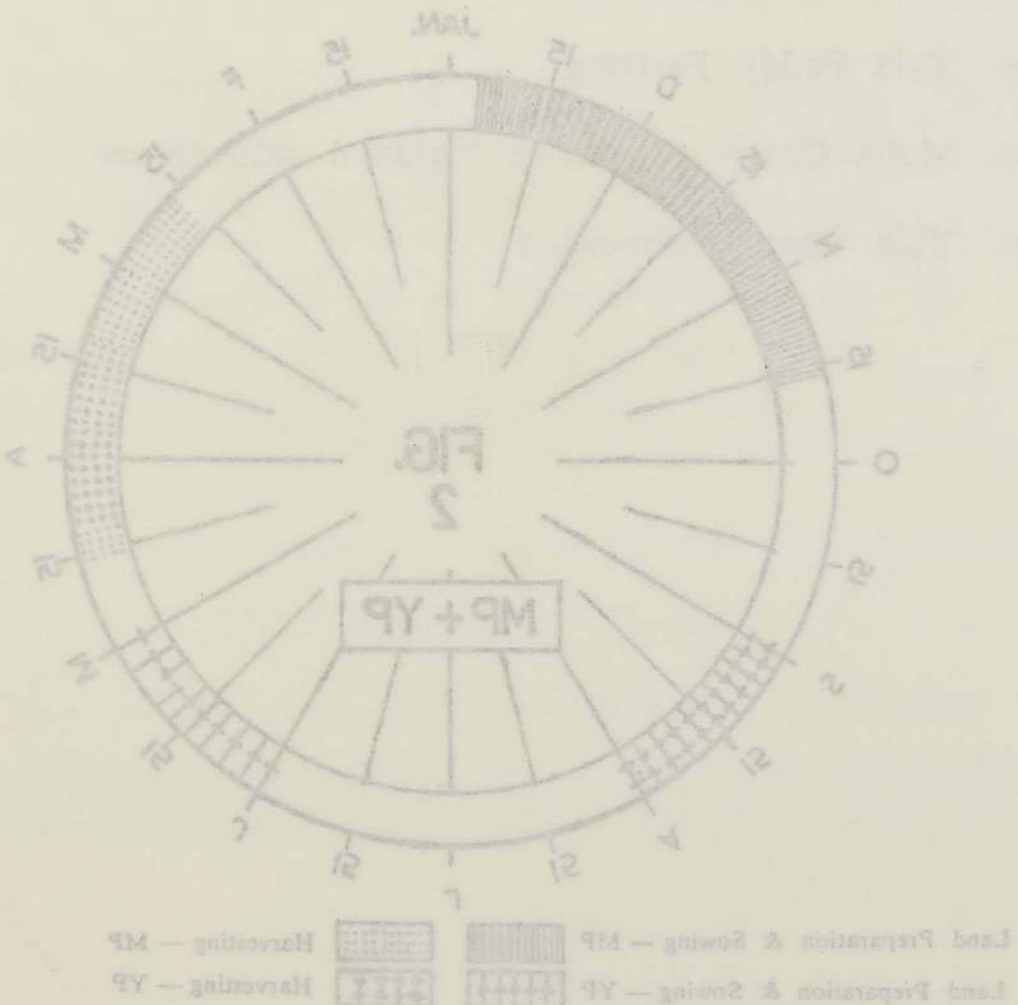 JAN.
15
F
15
M
15
A
15
M
15
J
15
J
15
A
15
S
15
O
15
N
15
D
15
FIG.
2
MP + YP
Land Preparation & Sowing — MP
Harvesting — MP
Land Preparation & Sowing — YP
Harvesting — YP